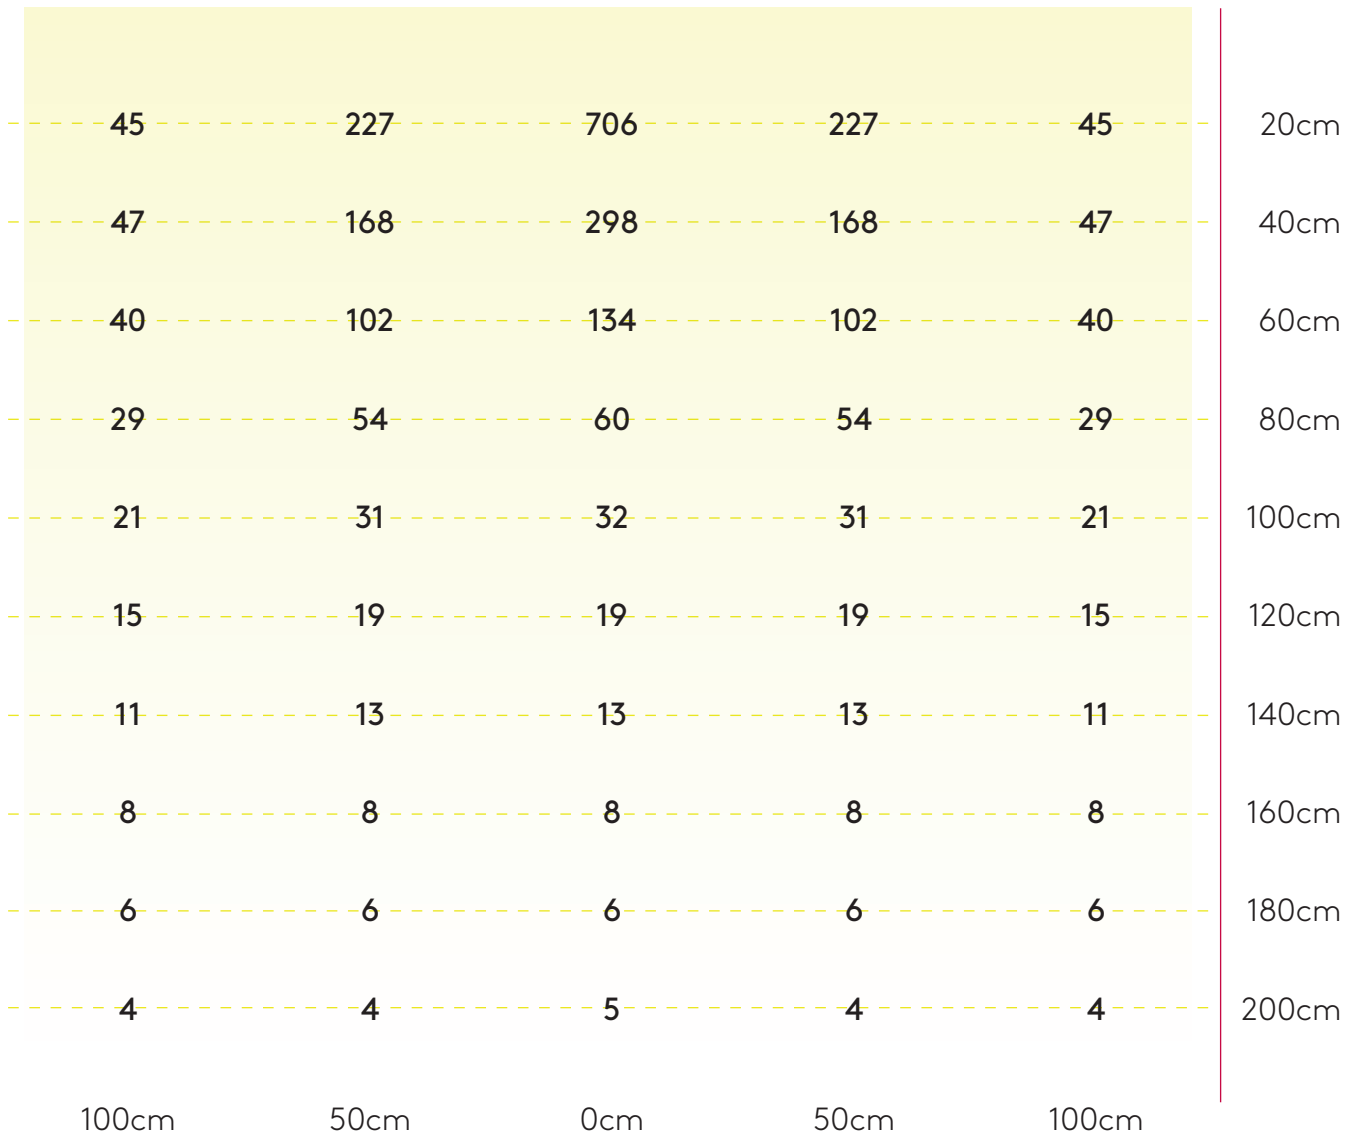 45 227 706 227 45 20cm
47 168 298 168 47 40cm
40 102 134 102 40 60cm
29 54 60 54 29 80cm
21 31 32 31 21 100cm
15 19 19 19 15 120cm
11 13 13 13 11 140cm
8 8 8 8 8 160cm
6 6 6 6 6 180cm
4 4 5 4 4 200cm
100cm 50cm 0cm 50cm 100cm